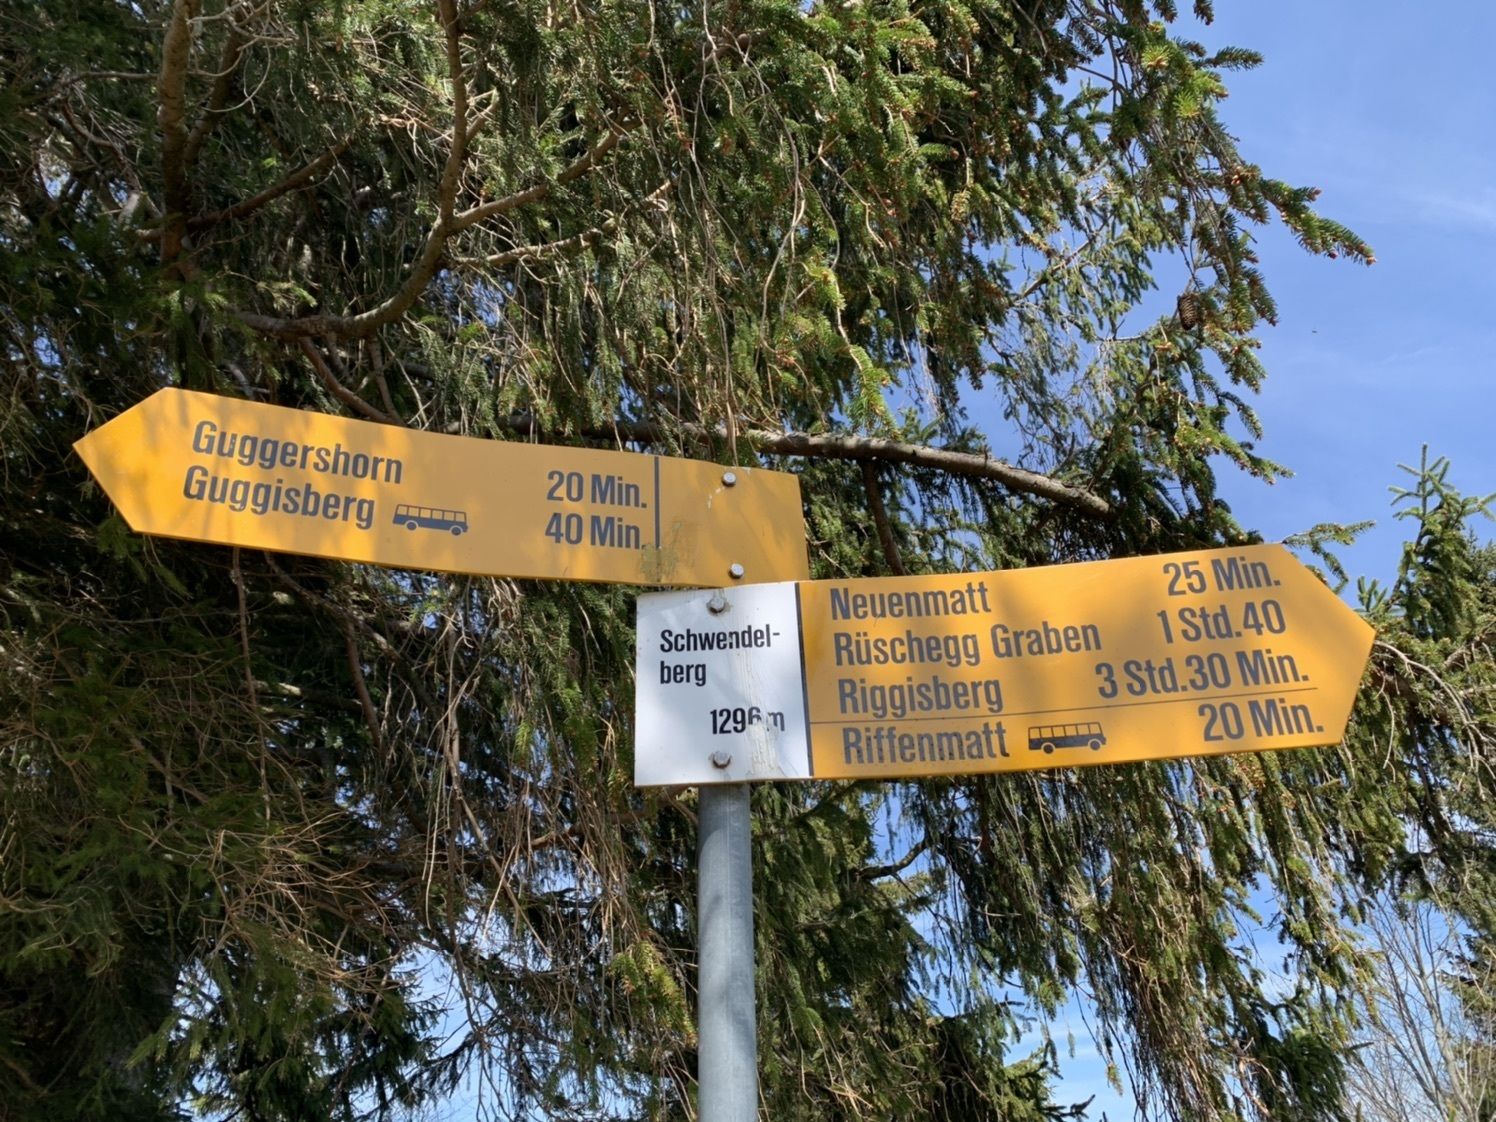 Guggershorn 20 Min.
Guggisberg 40 Min.
Schwendel-
berg
1296 m
Neuenmatt 25 Min.
Rüschegg Graben 1 Std. 40
Riggisberg 3 Std. 30 Min.
Riffenmatt 20 Min.